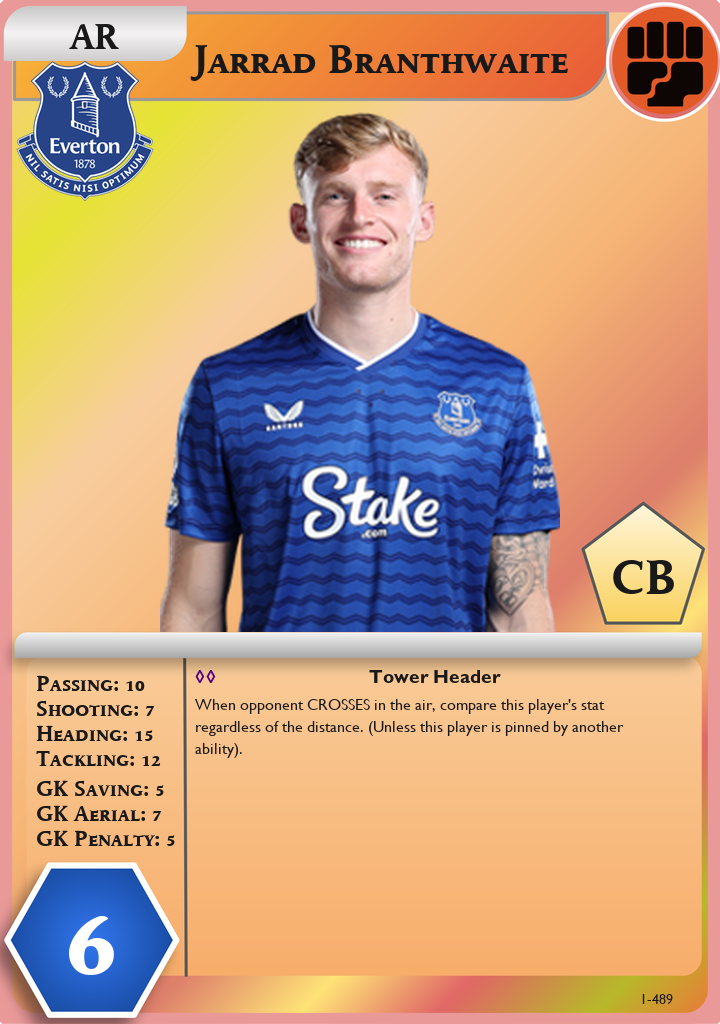 AR
Jarrad Branthwaite
Everton
1878
NIL SATIS NISI OPTIMUM
Stake
.com
CB
Passing: 10
Shooting: 7
Heading: 15
Tackling: 12
GK Saving: 5
GK Aerial: 7
GK Penalty: 5
6
◊◊ Tower Header
When opponent CROSSES in the air, compare this player's stat
regardless of the distance. (Unless this player is pinned by another
ability).
1-489